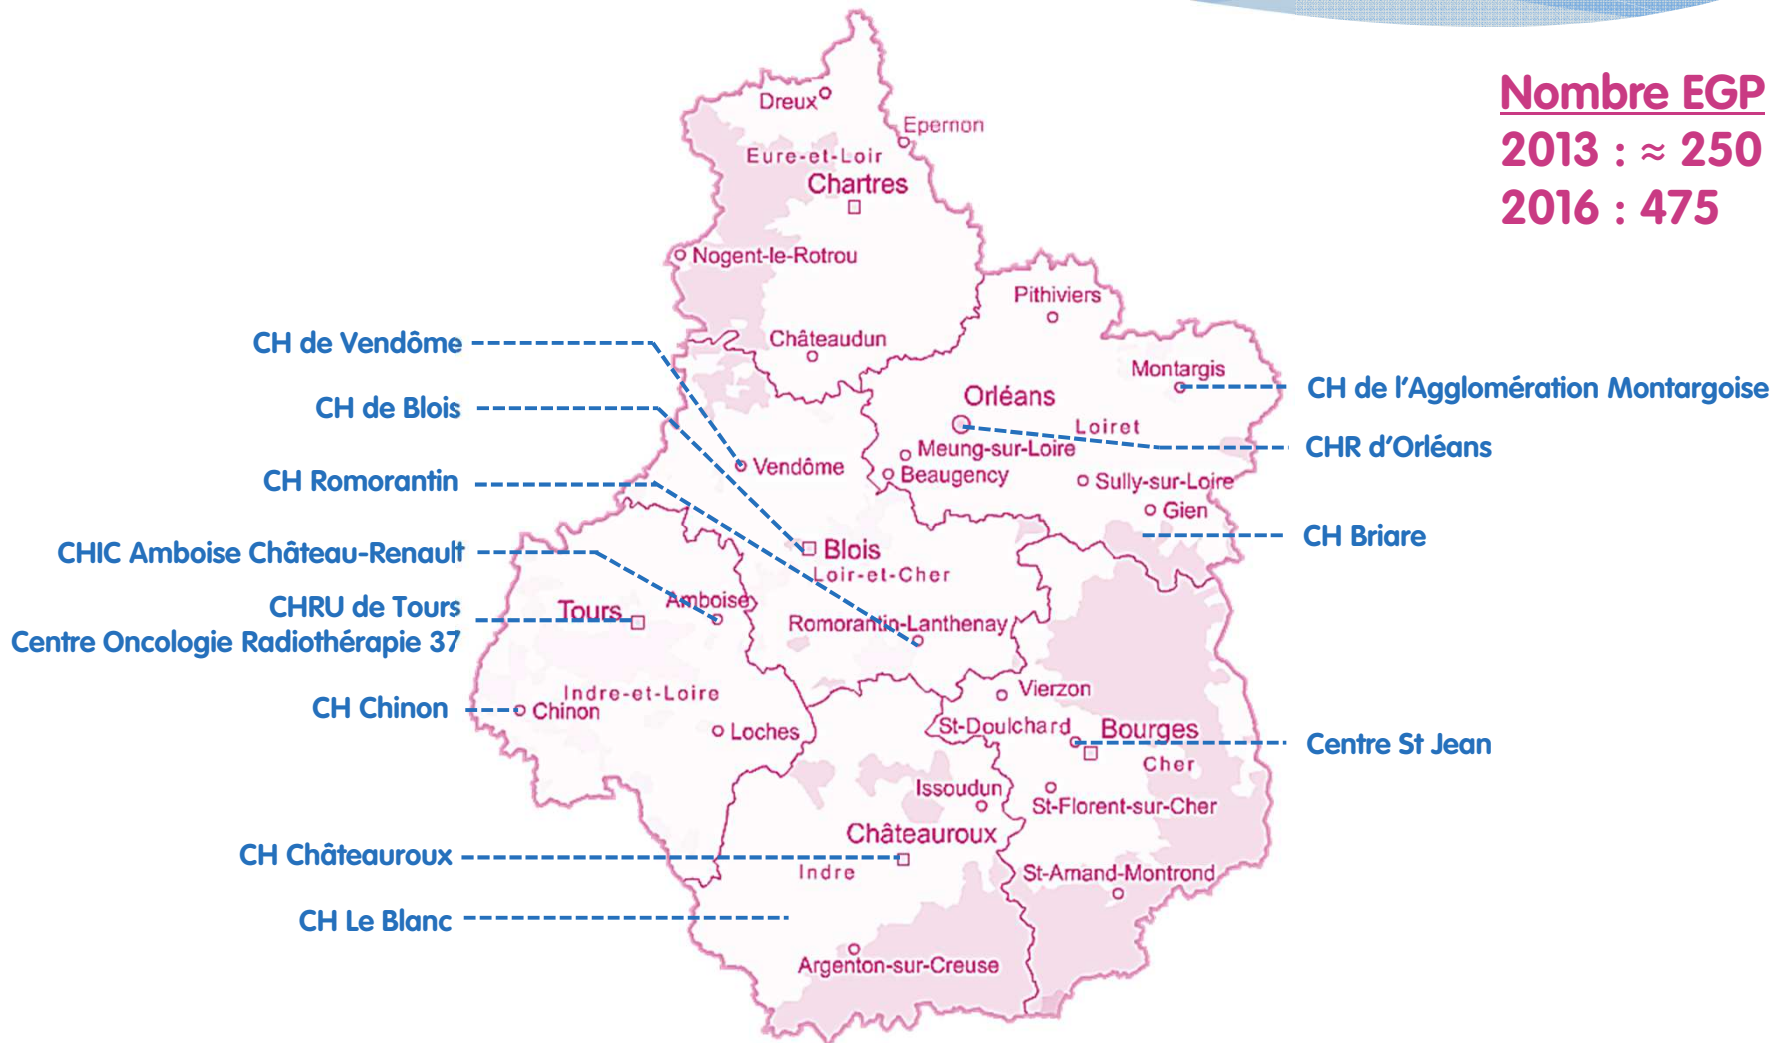 Nombre EGP
2013 : ≈ 250
2016 : 475
Dreux
Epernon
Eure-et-Loir
Chartres
Nogent-le-Rotrou
Pithiviers
Châteaudun
Montargis
Orléans
Loiret
Meung-sur-Loire
Beaugency
Sully-sur-Loire
Gien
Vendôme
Blois
Loir-et-Cher
Amboise
Tours
Romorantin-Lanthenay
Indre-et-Loire
Chinon
Loches
Vierzon
St-Doulchard
Bourges
Cher
Issoudun
St-Florent-sur-Cher
Châteauroux
Indre
St-Amand-Montrond
Argenton-sur-Creuse
CH de Vendôme
CH de Blois
CH Romorantin
CHIC Amboise Château-Renault
CHRU de Tours
Centre Oncologie Radiothérapie 37
CH Chinon
CH Châteauroux
CH Le Blanc
CH de l’Agglomération Montargoise
CHR d’Orléans
CH Briare
Centre St Jean